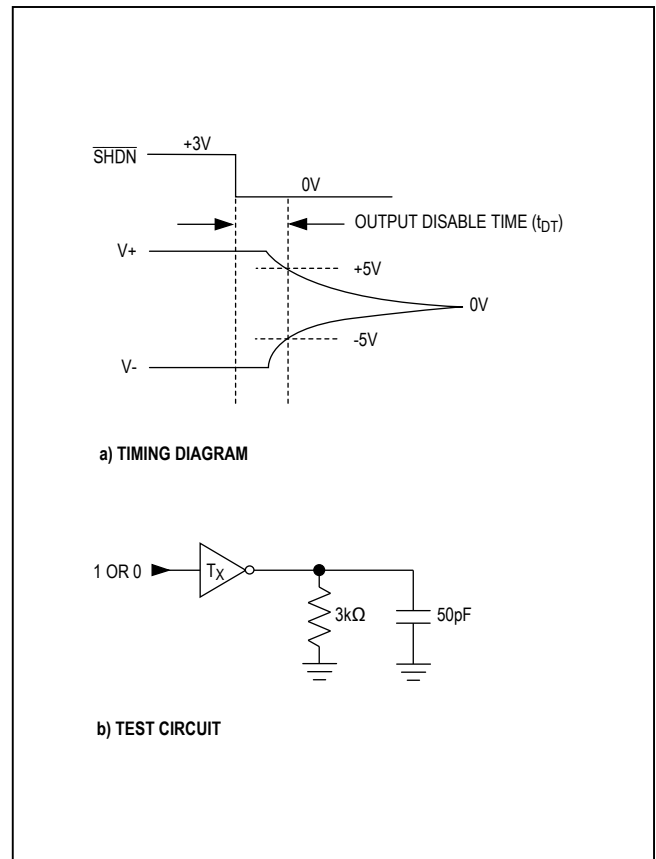 SHDN +3V
0V
OUTPUT DISABLE TIME (tDT)
V+
+5V
0V
-5V
V-
a) TIMING DIAGRAM
1 OR 0 TX
3kΩ 50pF
b) TEST CIRCUIT